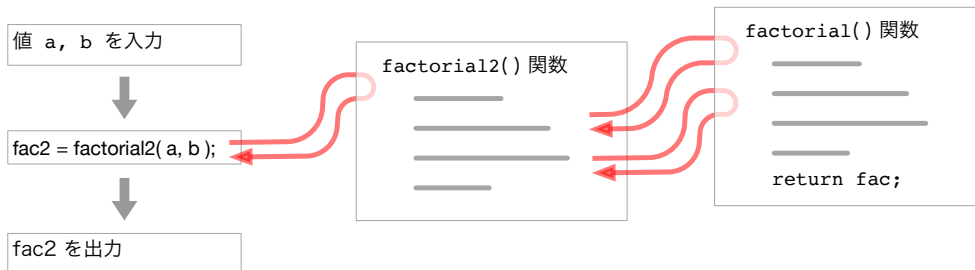 値 a, b を入力
fac2 = factorial2( a, b );
fac2 を出力
factorial2() 関数
factorial() 関数
return fac;